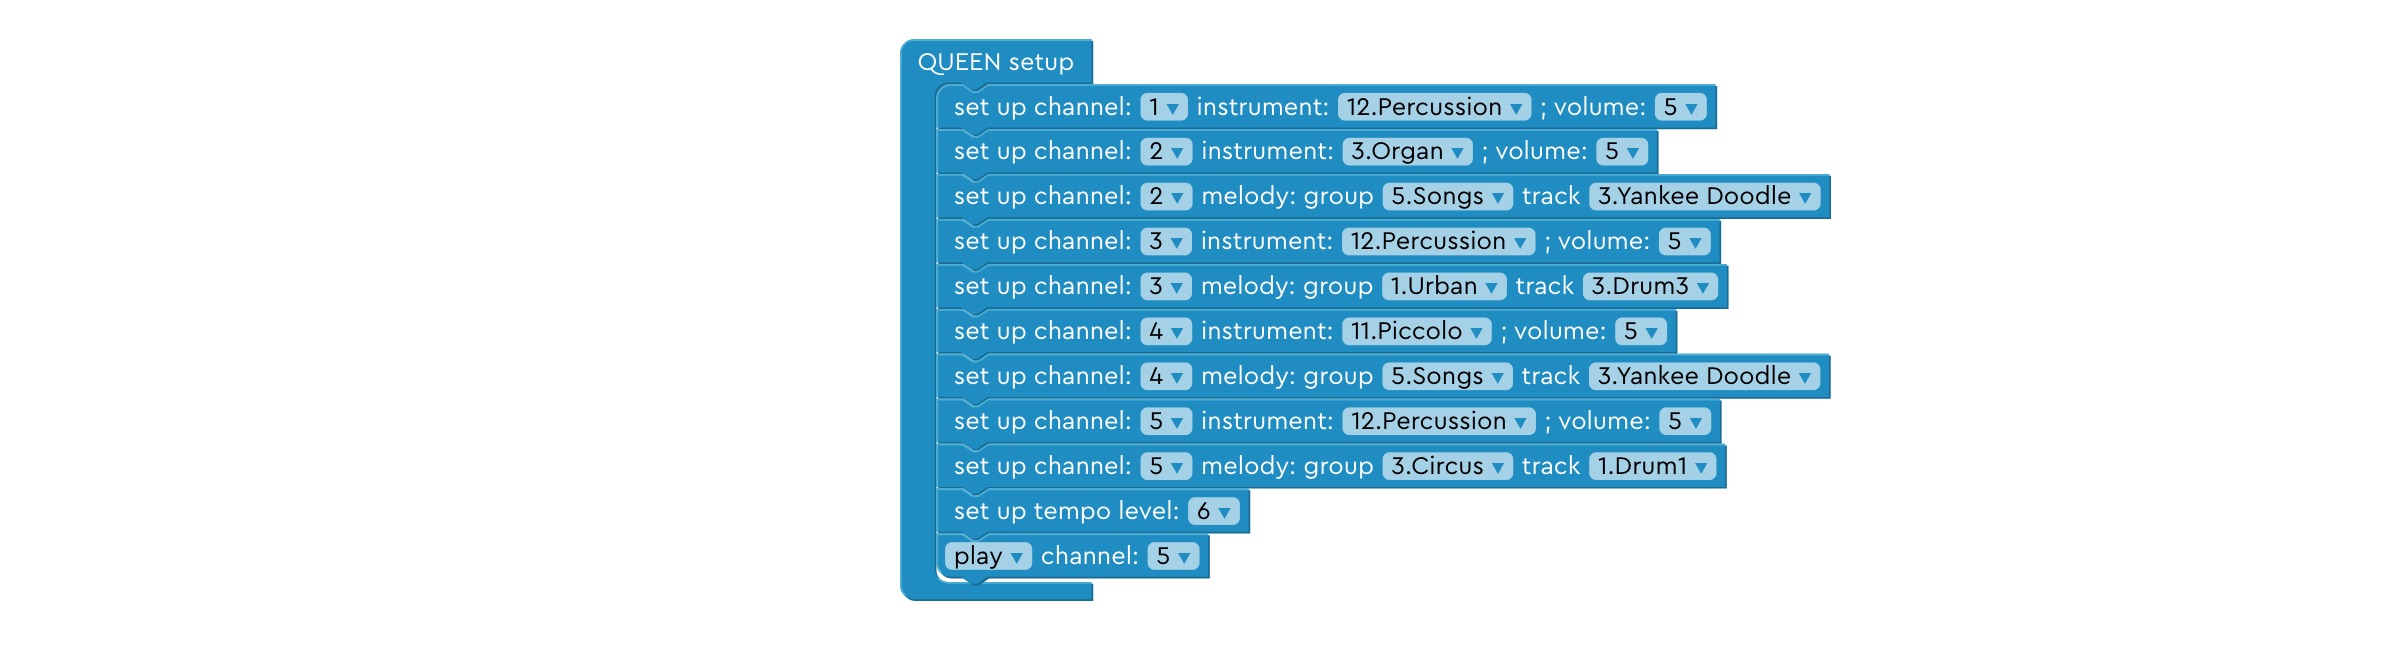 QUEEN setup
set up channel: 1 instrument: 12.Percussion ; volume: 5
set up channel: 2 instrument: 3.Organ ; volume: 5
set up channel: 2 melody: group 5.Songs track 3.Yankee Doodle
set up channel: 3 instrument: 12.Percussion ; volume: 5
set up channel: 3 melody: group 1.Urban track 3.Drum3
set up channel: 4 instrument: 11.Piccolo ; volume: 5
set up channel: 4 melody: group 5.Songs track 3.Yankee Doodle
set up channel: 5 instrument: 12.Percussion ; volume: 5
set up channel: 5 melody: group 3.Circus track 1.Drum1
set up tempo level: 6
play channel: 5